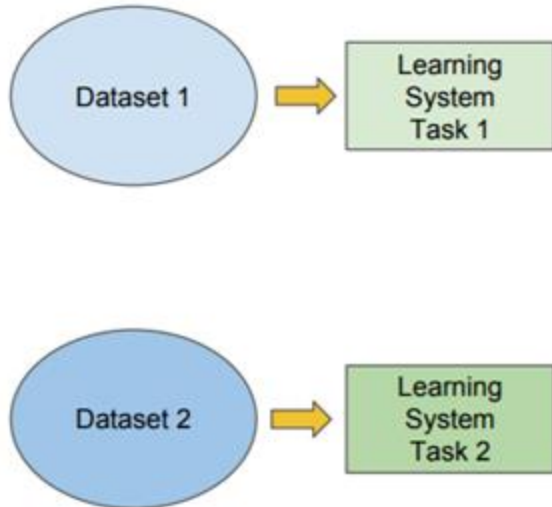 Dataset 1
Learning
System
Task 1
Dataset 2
Learning
System
Task 2